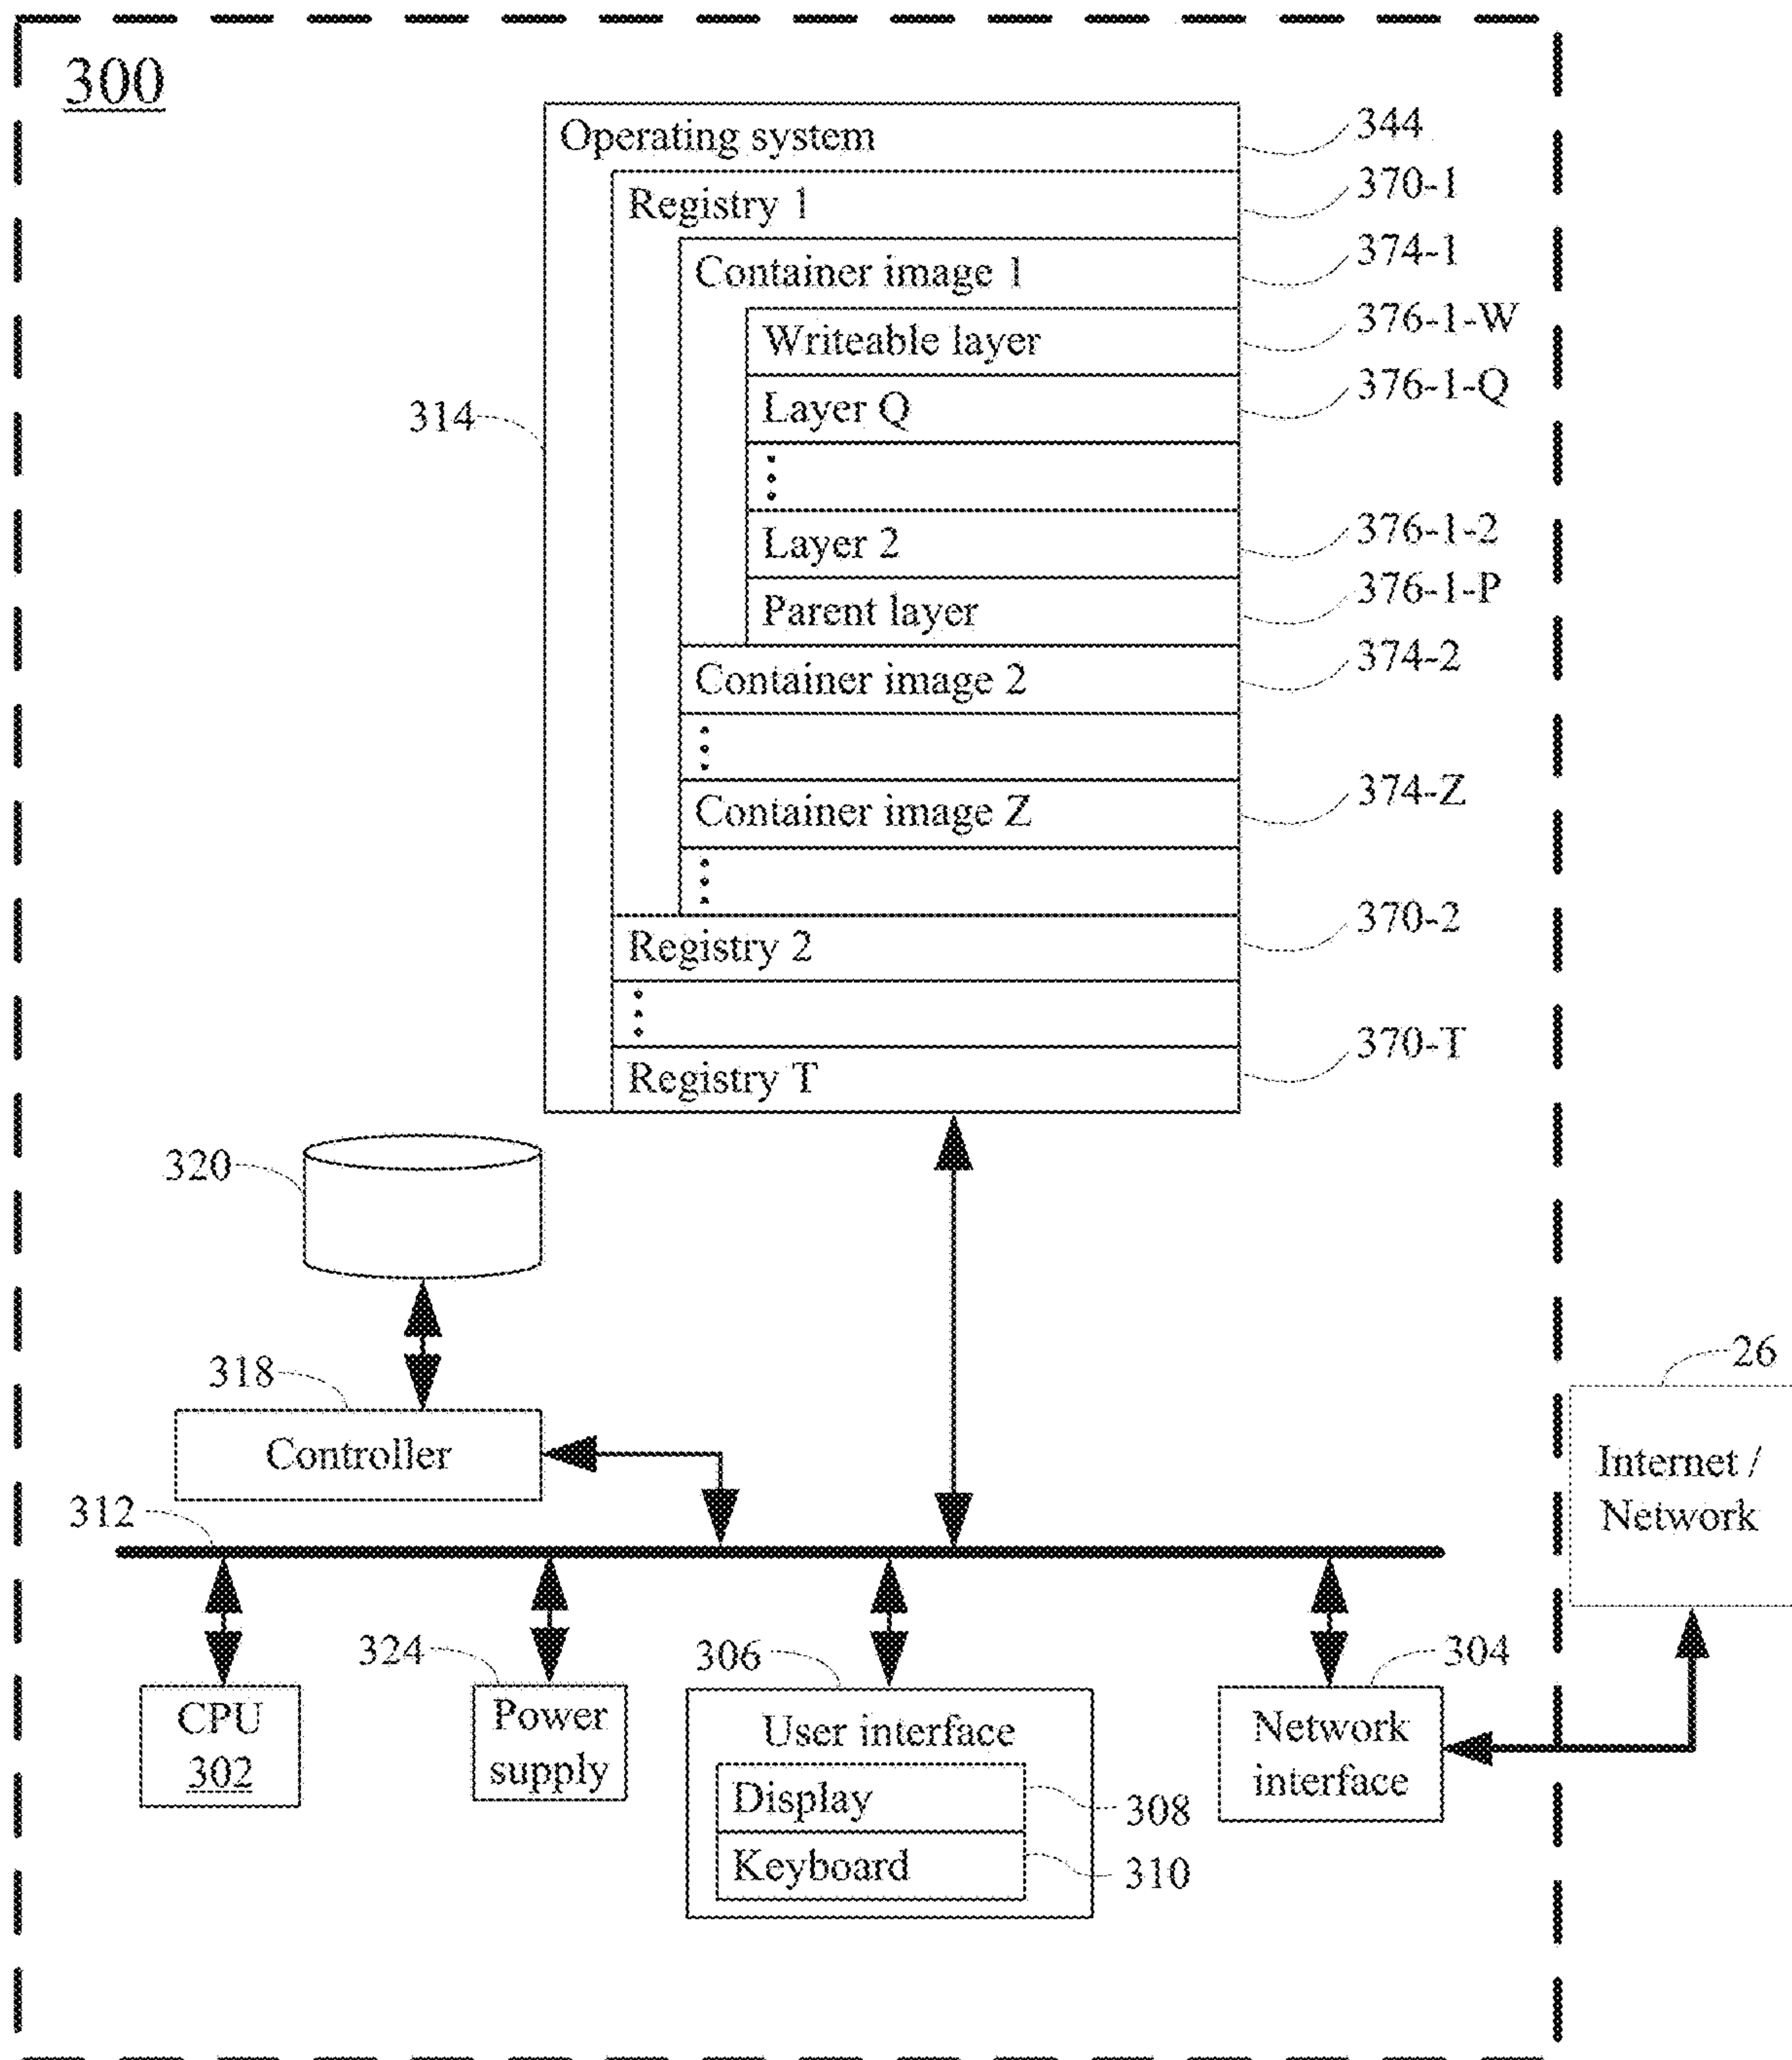 300
Operating system
344
Registry 1
370-1
Container image 1
374-1
Writeable layer
376-1-W
Layer Q
376-1-Q
314
Layer 2
376-1-2
Parent layer
376-1-P
Container image 2
374-2
Container image Z
374-Z
Registry 2
370-2
Registry T
370-T
320
318
Controller
312
26
Internet /
Network
CPU
302
324
Power
supply
306
User interface
Display
308
Keyboard
310
304
Network
interface